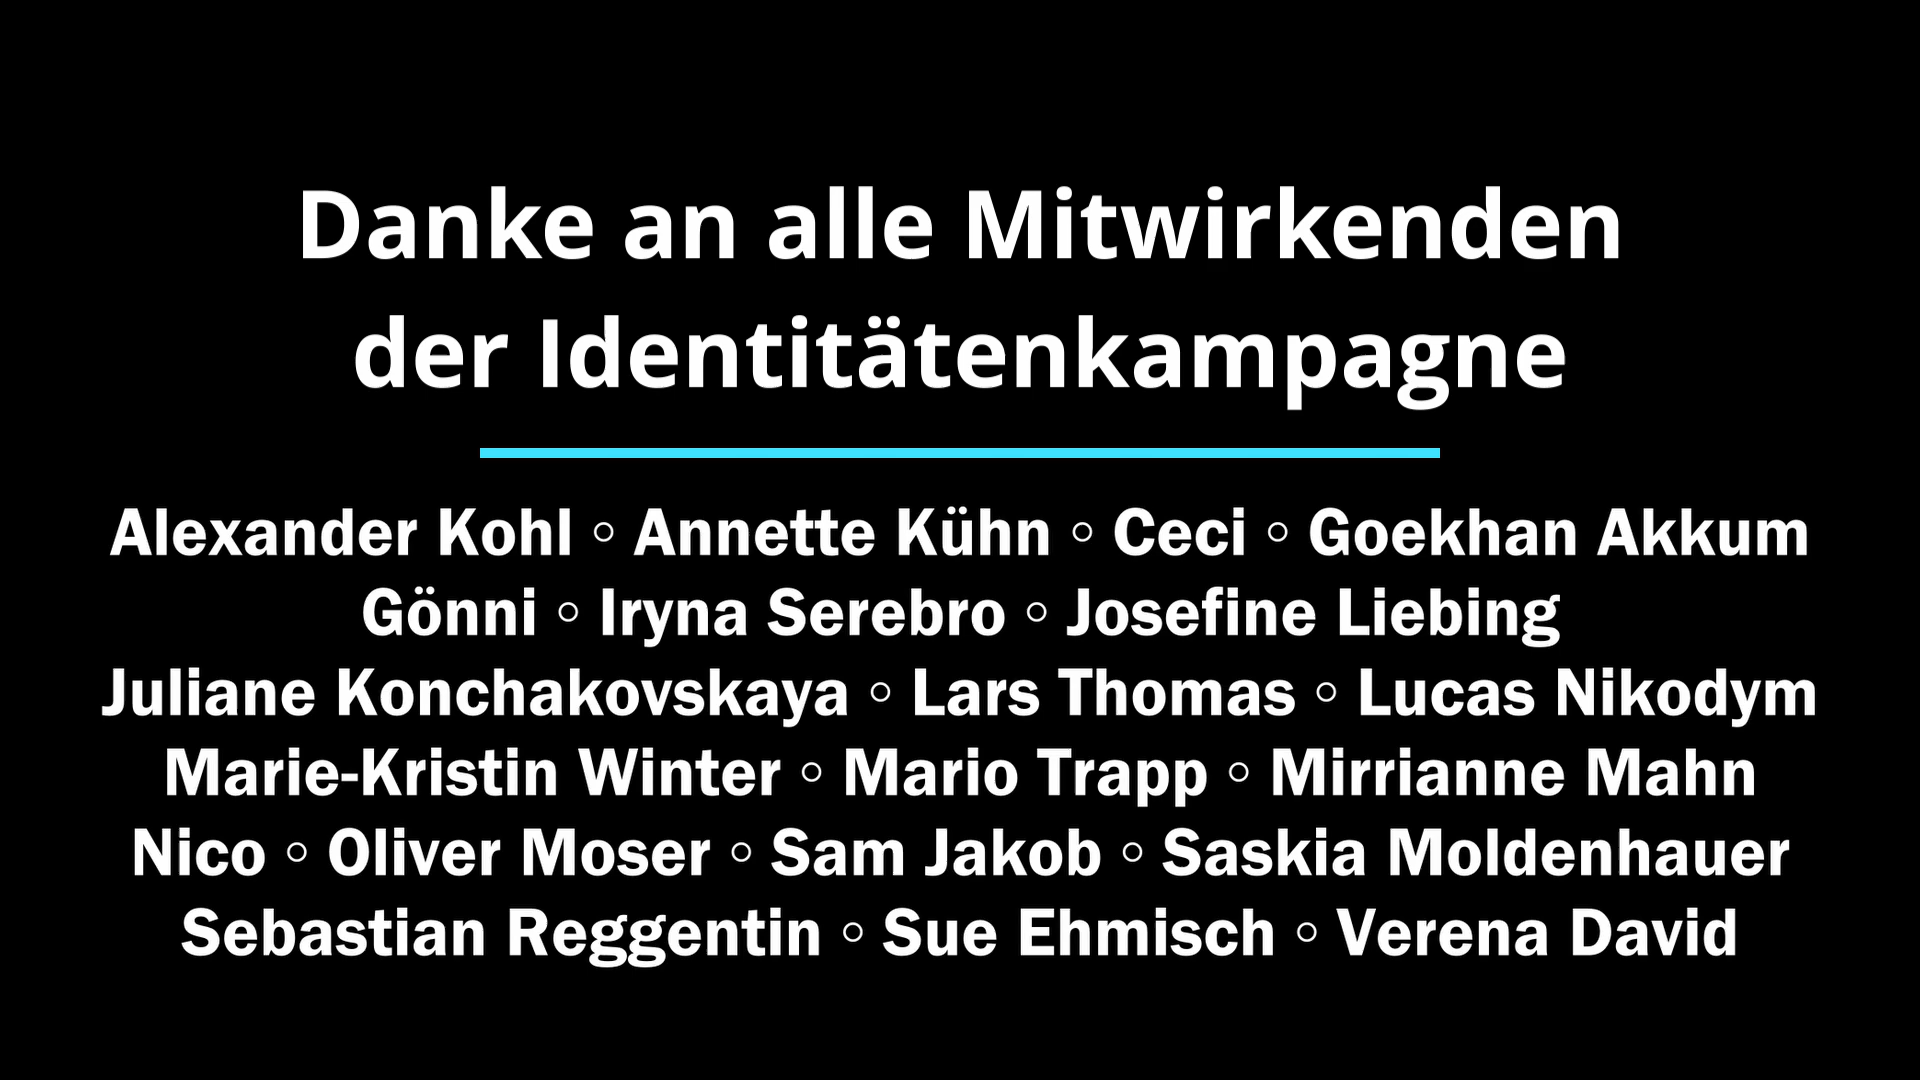 Danke an alle Mitwirkenden
der Identitätenkampagne
Alexander Kohl ◦ Annette Kühn ◦ Ceci ◦ Goekhan Akkum
Gönni ◦ Iryna Serebro ◦ Josefine Liebing
Juliane Konchakovskaya ◦ Lars Thomas ◦ Lucas Nikodym
Marie-Kristin Winter ◦ Mario Trapp ◦ Mirrianne Mahn
Nico ◦ Oliver Moser ◦ Sam Jakob ◦ Saskia Moldenhauer
Sebastian Reggentin ◦ Sue Ehmisch ◦ Verena David